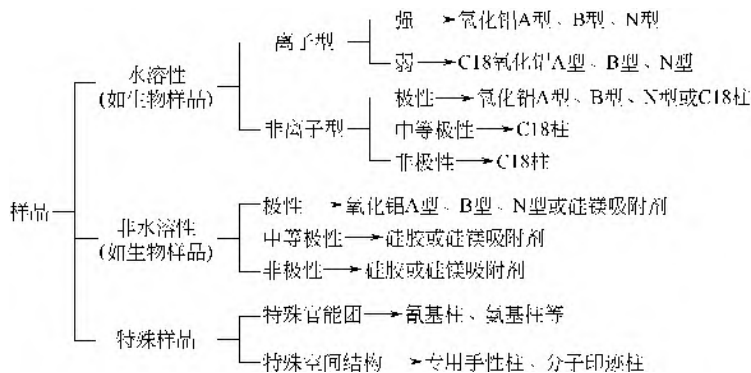 强→氧化铝A型、B型、N型
离子型
弱→C18氧化铝A型、B型、N型
水溶性
(如生物样品)
极性→氧化铝A型、B型、N型或C18柱
非离子型
中等极性→C18柱
非极性→C18柱
样品
极性→氧化铝A型、B型、N型或硅镁吸附剂
非水溶性
(如生物样品)
中等极性→硅胶或硅镁吸附剂
非极性→硅胶或硅镁吸附剂
特殊官能团→氰基柱、氨基柱等
特殊样品
特殊空间结构→专用手性柱、分子印迹柱